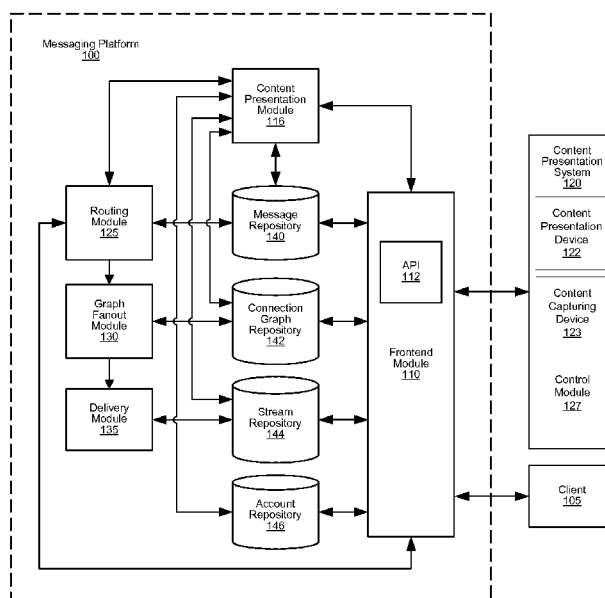 Messaging Platform
100
Content
Presentation
Module
116
Content
Presentation
System
120
Content
Presentation
Device
122
Content
Capturing
Device
123
Control
Module
127
Routing
Module
125
Message
Repository
140
API
112
Graph
Fanout
Module
130
Connection
Graph
Repository
142
Frontend
Module
110
Delivery
Module
135
Stream
Repository
144
Account
Repository
146
Client
105